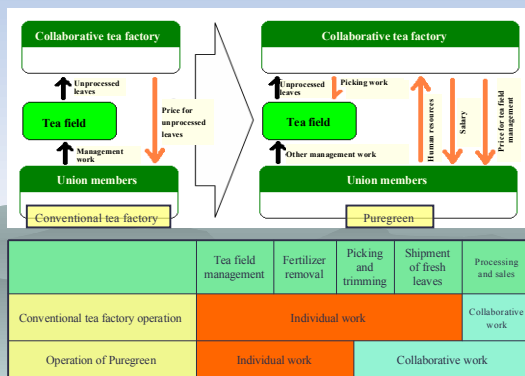 Collaborative tea factory
Unprocessed
leaves
Price for
unprocessed
leaves
Tea field
Management
work
Union members
Conventional tea factory
Collaborative tea factory
Unprocessed
leaves
Picking work
Tea field
Other management work
Human resources
Salary
Price for tea field
management
Union members
Puregreen
Tea field
management
Fertilizer
removal
Picking
and
trimming
Shipment
of fresh
leaves
Processing
and sales
Conventional tea factory operation
Individual work
Collaborative
work
Operation of Puregreen
Individual work
Collaborative work